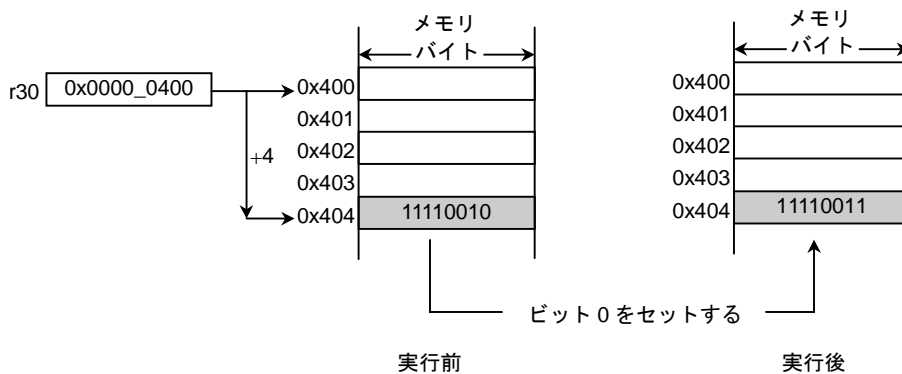 メモリ
バイト
r30 0x0000_0400
0x400
0x401
0x402
0x403
0x404
+4
11110010
メモリ
バイト
0x400
0x401
0x402
0x403
0x404
11110011
ビット 0 をセットする
実行前
実行後